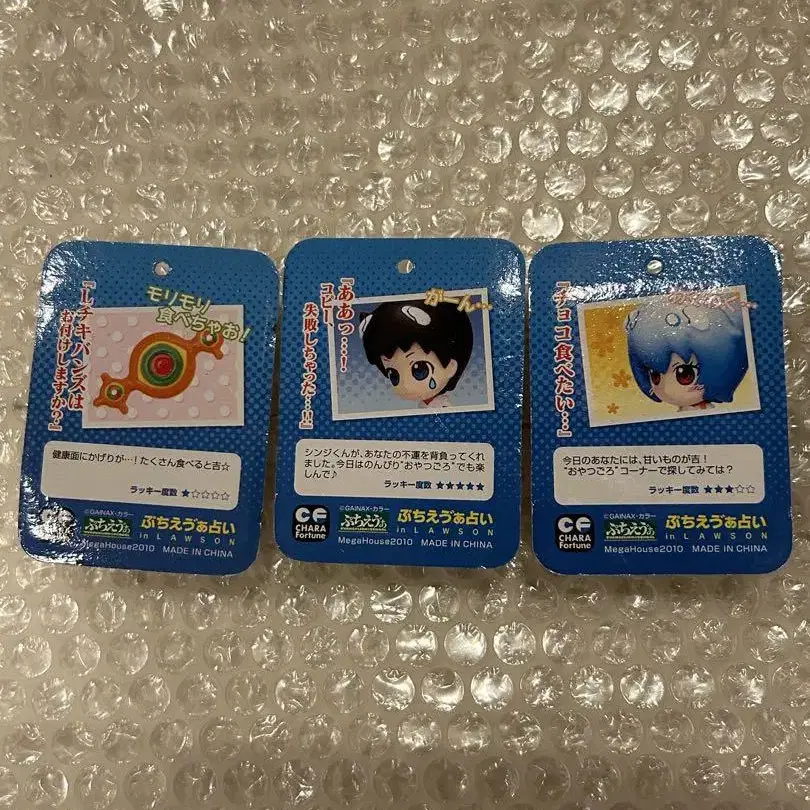 『Lチキバンズは
お付けしますか?』
モリモリ
食べちゃお!
健康面にかげりが…!たくさん食べると吉☆
ラッキー度数 ★☆☆☆☆
©GAINAX・カラー
ぷちえう゛ぁ
ぷちえう゛ぁ占い
in LAWSON
MegaHouse2010 MADE IN CHINA
『ああっ…!
コピー、
失敗しちゃった…!!』
がーん…
シンジくんが、あなたの不運を背負ってくれ
ました。今日はのんびり"おやつごろ"でも楽
しんで♪
ラッキー度数 ★★★★★
CF
CHARA
Fortune
©GAINAX・カラー
ぷちえう゛ぁ
ぷちえう゛ぁ占い
in LAWSON
MegaHouse2010 MADE IN CHINA
『チョコ食べたい…』
今日のあなたには、甘いものが吉!
"おやつごろ"コーナーで探してみては?
ラッキー度数 ★★★☆☆
CF
CHARA
Fortune
©GAINAX・カラー
ぷちえう゛ぁ
ぷちえう゛ぁ占い
in LAWSON
MegaHouse2010 MADE IN CHINA